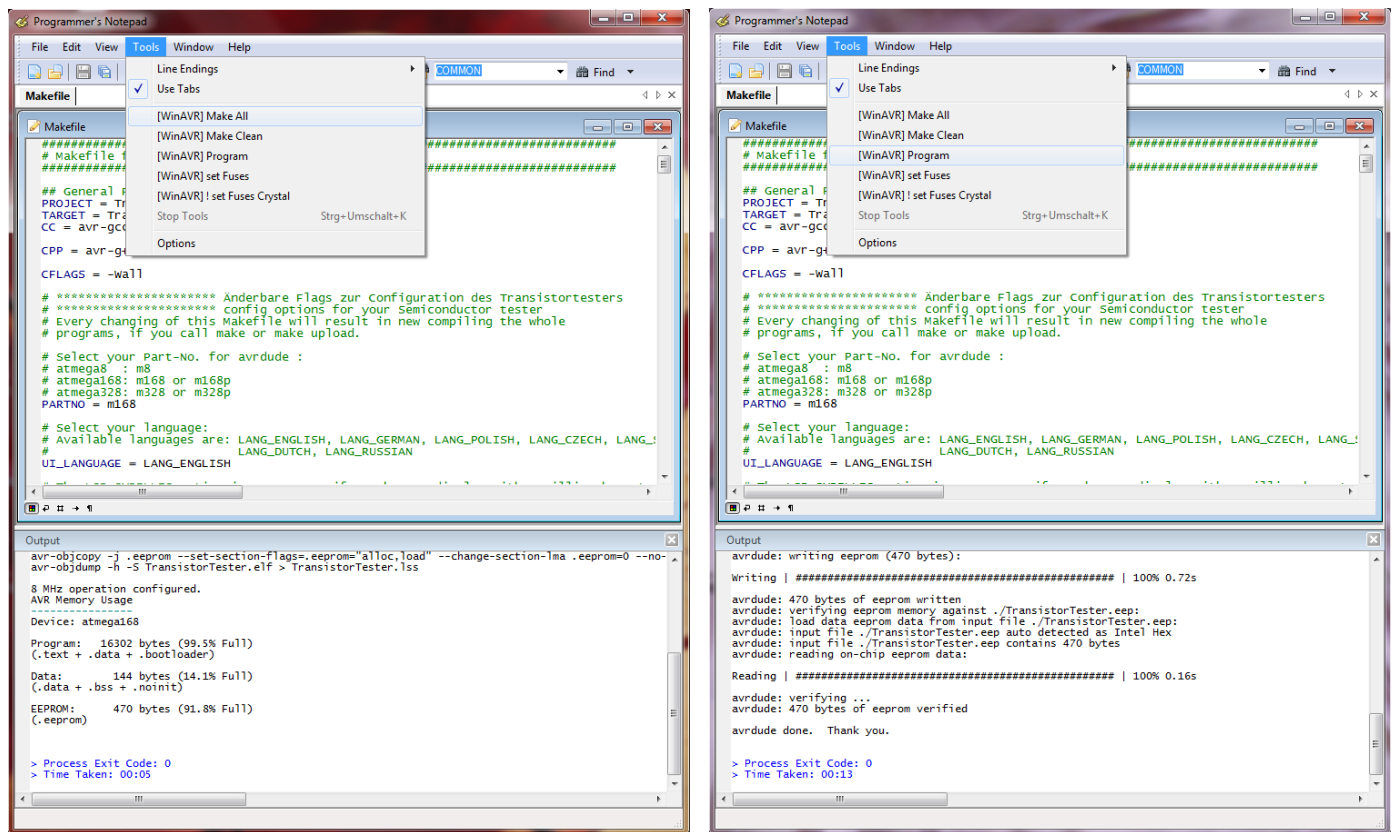 Programmer's Notepad
File Edit View Tools Window Help
COMMON
Find
Line Endings
Use Tabs
[WinAVR] Make All
[WinAVR] Make Clean
[WinAVR] Program
[WinAVR] set Fuses
[WinAVR] ! set Fuses Crystal
Stop Tools Strg+Umschalt+K
Options
Makefile
Makefile
# Makefile
## General
PROJECT =
TARGET =
CC = avr-gcc
CPP = avr-g+
CFLAGS = -Wall
# ********************** Änderbare Flags zur Configuration des Transistortesters
# ********************** config options for your Semiconductor tester
# Every changing of this Makefile will result in new compiling the whole
# programs, if you call make or make upload.
# Select your Part-No. for avrdude :
# atmega8 : m8
# atmega168: m168 or m168p
# atmega328: m328 or m328p
PARTNO = m168
# Select your language:
# Available languages are: LANG_ENGLISH, LANG_GERMAN, LANG_POLISH, LANG_CZECH,
# LANG_DUTCH, LANG_RUSSIAN
UI_LANGUAGE = LANG_ENGLISH
Output
avr-objcopy -j .eeprom --set-section-flags=.eeprom="alloc,load" --change-section-lma .eeprom=0 --no-
avr-objdump -h -S TransistorTester.elf > TransistorTester.lss
8 MHz operation configured.
AVR Memory Usage
----------------
Device: atmega168
Program: 16302 bytes (99.5% Full)
(.text + .data + .bootloader)
Data: 144 bytes (14.1% Full)
(.data + .bss + .noinit)
EEPROM: 470 bytes (91.8% Full)
(.eeprom)
> Process Exit Code: 0
> Time Taken: 00:05
Programmer's Notepad
File Edit View Tools Window Help
COMMON
Find
Line Endings
Use Tabs
[WinAVR] Make All
[WinAVR] Make Clean
[WinAVR] Program
[WinAVR] set Fuses
[WinAVR] ! set Fuses Crystal
Stop Tools Strg+Umschalt+K
Options
Makefile
Makefile
# Makefile
## General
PROJECT =
TARGET =
CC = avr-gcc
CPP = avr-g+
CFLAGS = -Wall
# ********************** Änderbare Flags zur Configuration des Transistortesters
# ********************** config options for your Semiconductor tester
# Every changing of this Makefile will result in new compiling the whole
# programs, if you call make or make upload.
# Select your Part-No. for avrdude :
# atmega8 : m8
# atmega168: m168 or m168p
# atmega328: m328 or m328p
PARTNO = m168
# Select your language:
# Available languages are: LANG_ENGLISH, LANG_GERMAN, LANG_POLISH, LANG_CZECH,
# LANG_DUTCH, LANG_RUSSIAN
UI_LANGUAGE = LANG_ENGLISH
Output
avrdude: writing eeprom (470 bytes):
Writing | ################################################## | 100% 0.72s
avrdude: 470 bytes of eeprom written
avrdude: verifying eeprom memory against ./TransistorTester.eep:
avrdude: load data eeprom data from input file ./TransistorTester.eep:
avrdude: input file ./TransistorTester.eep auto detected as Intel Hex
avrdude: input file ./TransistorTester.eep contains 470 bytes
avrdude: reading on-chip eeprom data:
Reading | ################################################## | 100% 0.16s
avrdude: verifying ...
avrdude: 470 bytes of eeprom verified
avrdude done. Thank you.
> Process Exit Code: 0
> Time Taken: 00:13